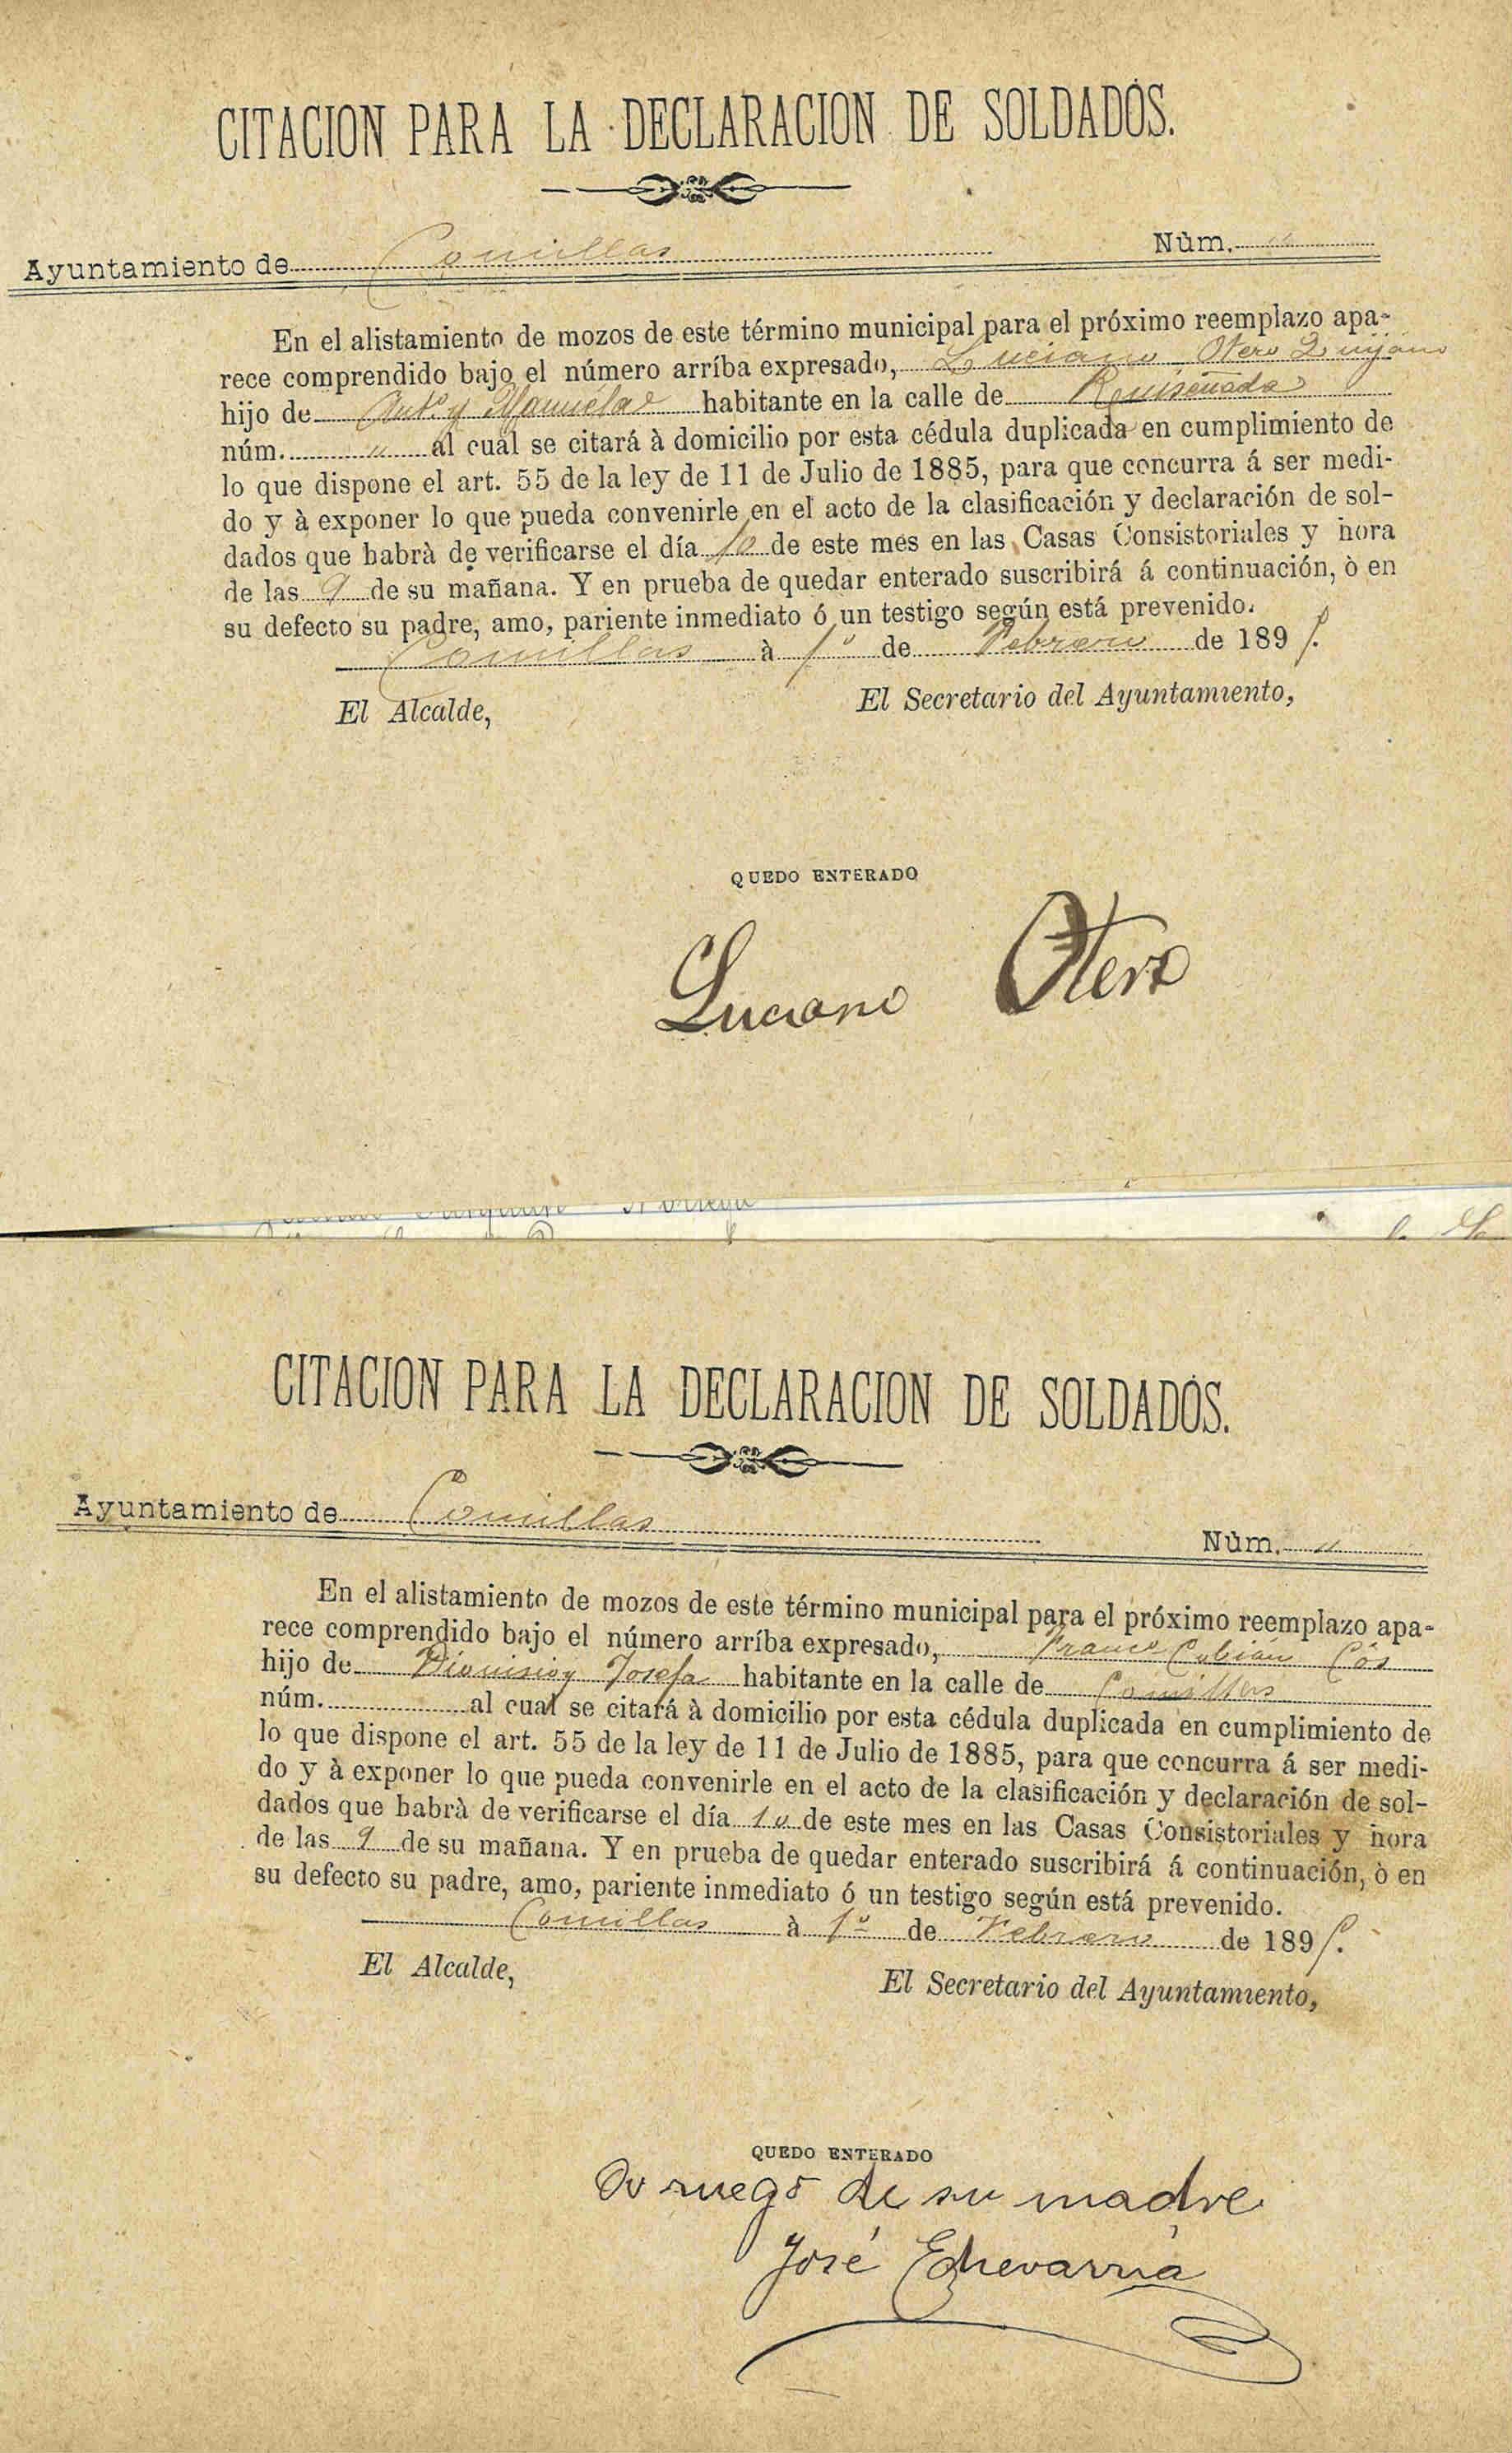 CITACION PARA LA DECLARACION DE SOLDADOS.
Ayuntamiento de Comillas Núm. "
En el alistamiento de mozos de este término municipal para el próximo reemplazo apa-
rece comprendido bajo el número arríba expresado, Luciano Otero Quijano
hijo de Antº y Manuela habitante en la calle de Ruiseñada
núm. " al cual se citará à domicilio por esta cédula duplicada en cumplimiento de
lo que dispone el art. 55 de la ley de 11 de Julio de 1885, para que concurra á ser medi-
do y à exponer lo que pueda convenirle en el acto de la clasificación y declaración de sol-
dados que habrà de verificarse el día 10 de este mes en las Casas Consistoriales y hora
de las 9 de su mañana. Y en prueba de quedar enterado suscribirá á continuación, ò en
su defecto su padre, amo, pariente inmediato ó un testigo según está prevenido.
Comillas à 1º de Febrero de 189
El Alcalde, El Secretario del Ayuntamiento,
QUEDO ENTERADO
Luciano Otero
CITACION PARA LA DECLARACION DE SOLDADOS.
Ayuntamiento de Comillas Núm. "
En el alistamiento de mozos de este término municipal para el próximo reemplazo apa-
rece comprendido bajo el número arríba expresado, Franco Cubián Cós
hijo de Dionisio y Josefa habitante en la calle de Comillas
núm. al cual se citará à domicilio por esta cédula duplicada en cumplimiento de
lo que dispone el art. 55 de la ley de 11 de Julio de 1885, para que concurra á ser medi-
do y à exponer lo que pueda convenirle en el acto de la clasificación y declaración de sol-
dados que habrà de verificarse el día 10 de este mes en las Casas Consistoriales y hora
de las 9 de su mañana. Y en prueba de quedar enterado suscribirá á continuación, ò en
su defecto su padre, amo, pariente inmediato ó un testigo según está prevenido.
Comillas à 1º de Febrero de 189
El Alcalde, El Secretario del Ayuntamiento,
QUEDO ENTERADO
ruego de su madre
José Echevarría